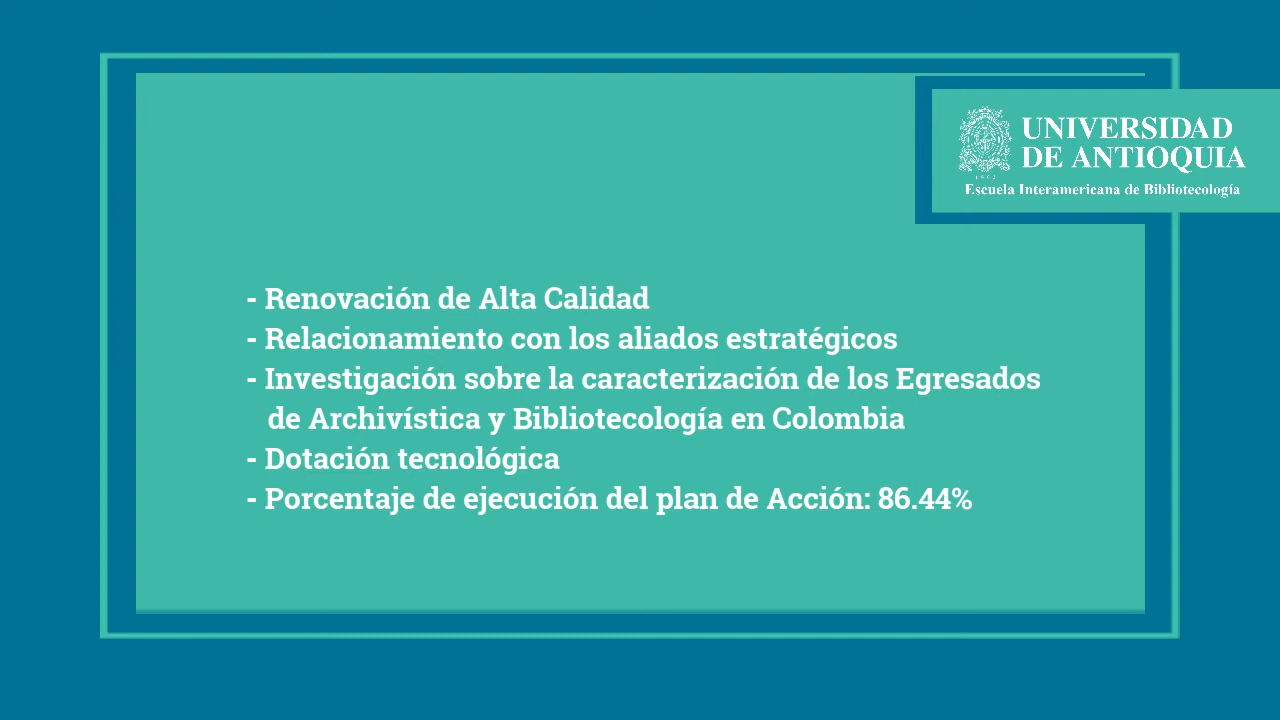 UNIVERSIDAD
DE ANTIOQUIA
1803
Escuela Interamericana de Bibliotecología
- Renovación de Alta Calidad
- Relacionamiento con los aliados estratégicos
- Investigación sobre la caracterización de los Egresados
de Archivística y Bibliotecología en Colombia
- Dotación tecnológica
- Porcentaje de ejecución del plan de Acción: 86.44%